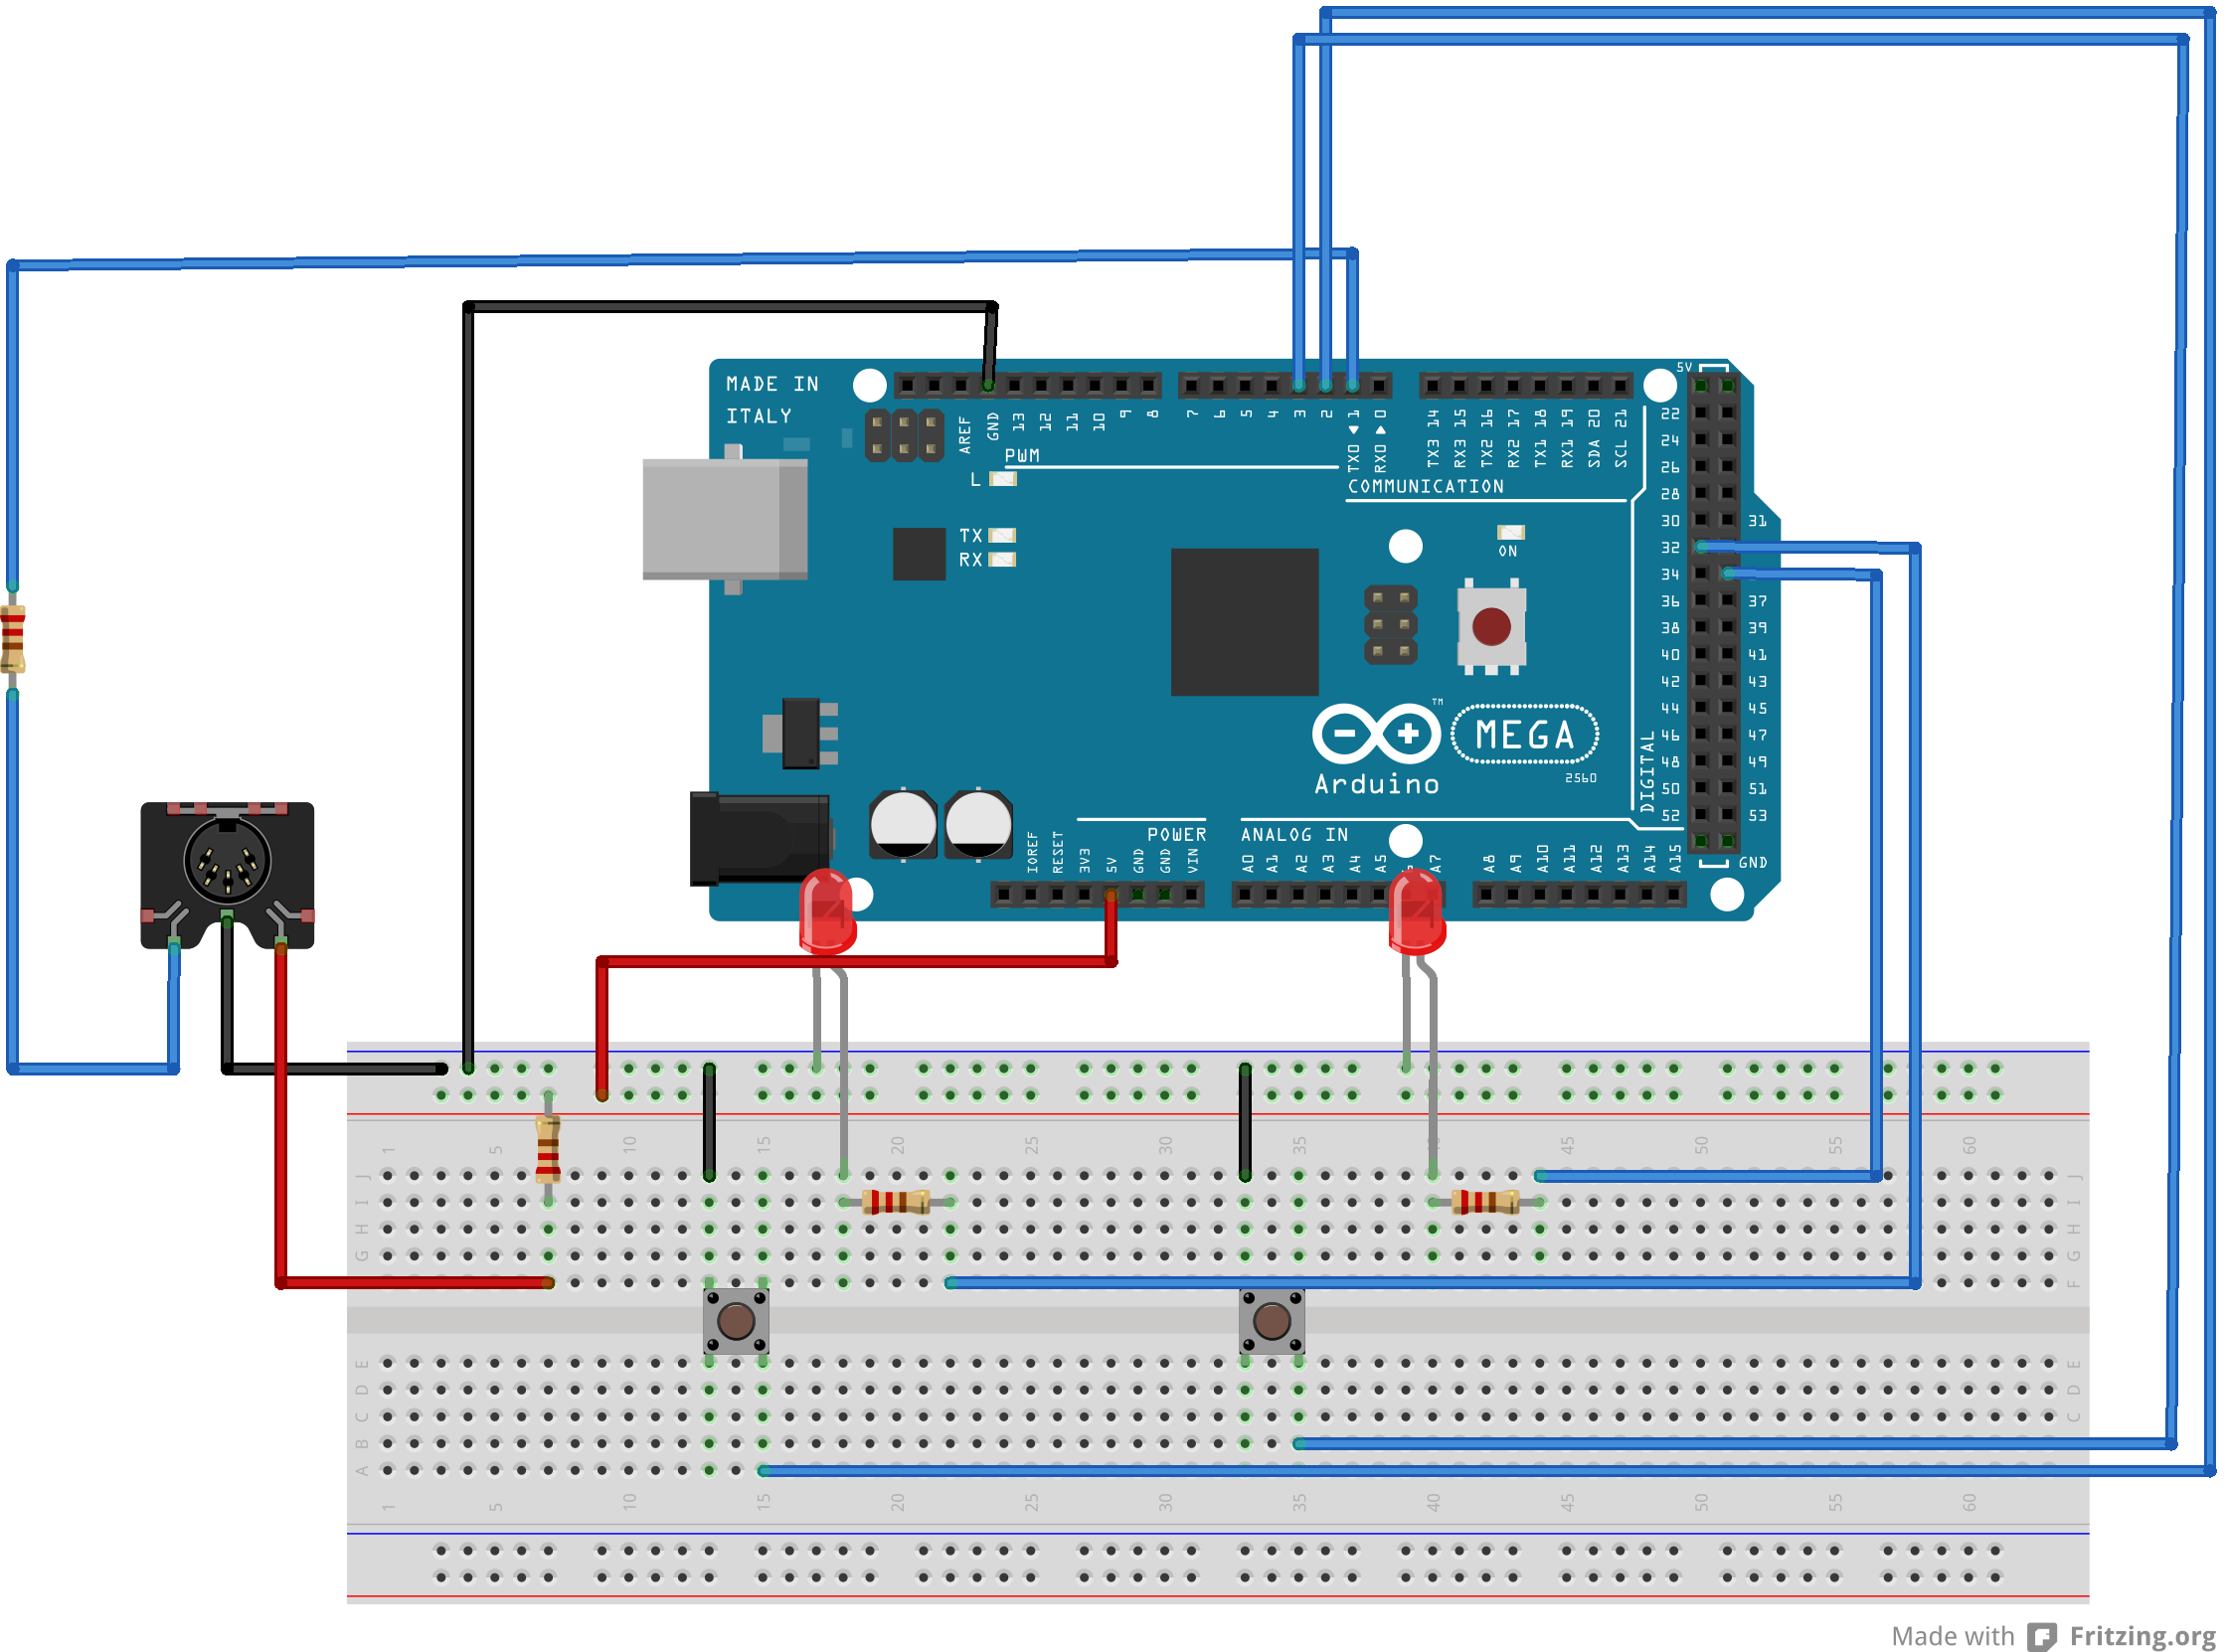 MADE IN
ITALY
AREF
GND
13
12
11
10
9
8
7
6
5
4
3
2
TX0 ▶ 1
RX0 ◀ 0
TX3 14
RX3 15
TX2 16
RX2 17
TX1 18
RX1 19
SDA 20
SCL 21
PWM
COMMUNICATION
L
TX
RX
ON
5V
22
24
26
28
30 31
32
34
36 37
38 39
40 41
42 43
44 45
46 47
48 49
50 51
52 53
GND
DIGITAL
TM
MEGA
2560
Arduino
POWER
ANALOG IN
IOREF
RESET
3V3
5V
GND
GND
VIN
A0
A1
A2
A3
A4
A5
A7
A8
A9
A10
A11
A12
A13
A14
A15
1 5 10 15 20 25 30 35 45 50 55 60
J J
I I
H H
G G
F
E E
D D
C C
B B
A A
1 5 10 15 20 25 30 35 40 45 50 55 60
Made with Fritzing.org